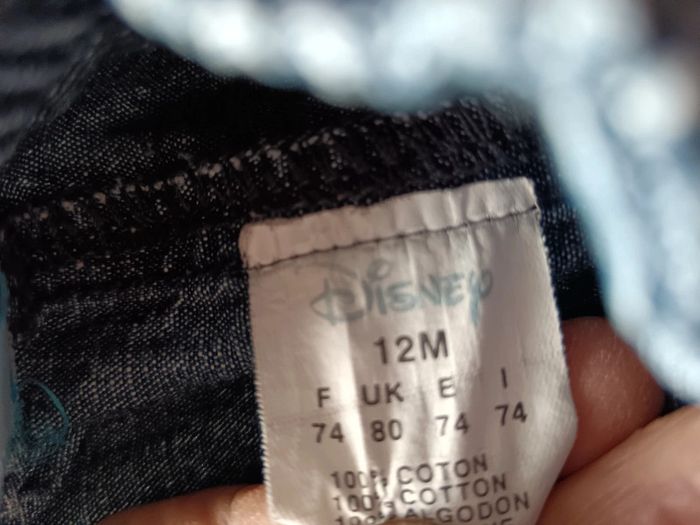 Disney
12M
F UK E I
74 80 74 74
100% COTON
100% COTTON
100% ALGODON